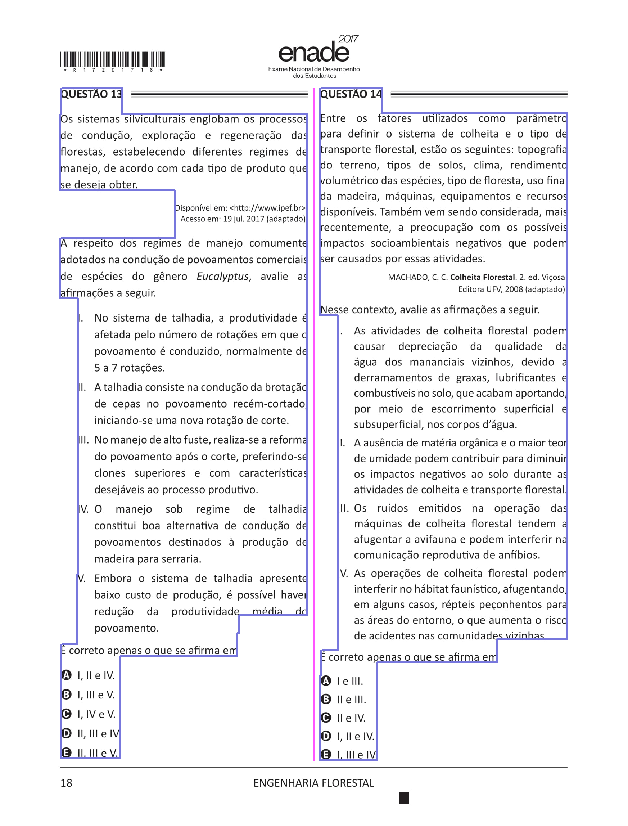 *R1720171 8*
enade 2017
Exame Nacional de Desempenho
dos Estudantes
QUESTÃO 13
Os sistemas silviculturais englobam os processos
de condução, exploração e regeneração das
florestas, estabelecendo diferentes regimes de
manejo, de acordo com cada tipo de produto que
se deseja obter.
Disponível em: <http://www.ipef.br>
Acesso em: 19 jul. 2017 (adaptado)
A respeito dos regimes de manejo comumente
adotados na condução de povoamentos comerciais
de espécies do gênero Eucalyptus, avalie as
afirmações a seguir.
I. No sistema de talhadia, a produtividade é
afetada pelo número de rotações em que o
povoamento é conduzido, normalmente de
5 a 7 rotações.
II. A talhadia consiste na condução da brotação
de cepas no povoamento recém-cortado
iniciando-se uma nova rotação de corte.
III. No manejo de alto fuste, realiza-se a reforma
do povoamento após o corte, preferindo-se
clones superiores e com características
desejáveis ao processo produtivo.
IV. O manejo sob regime de talhadia
constitui boa alternativa de condução de
povoamentos destinados à produção de
madeira para serraria.
V. Embora o sistema de talhadia apresente
baixo custo de produção, é possível haver
redução da produtividade média do
povoamento.
É correto apenas o que se afirma em
A I, II e IV.
B I, III e V.
C I, IV e V.
D II, III e IV
E II, III e V.
QUESTÃO 14
Entre os fatores utilizados como parâmetro
para definir o sistema de colheita e o tipo de
transporte florestal, estão os seguintes: topografia
do terreno, tipos de solos, clima, rendimento
volumétrico das espécies, tipo de floresta, uso final
da madeira, máquinas, equipamentos e recursos
disponíveis. Também vem sendo considerada, mais
recentemente, a preocupação com os possíveis
impactos socioambientais negativos que podem
ser causados por essas atividades.
MACHADO, C. C. Colheita Florestal. 2. ed. Viçosa
Editora UFV, 2008 (adaptado)
Nesse contexto, avalie as afirmações a seguir.
I. As atividades de colheita florestal podem
causar depreciação da qualidade da
água dos mananciais vizinhos, devido a
derramamentos de graxas, lubrificantes e
combustíveis no solo, que acabam aportando,
por meio de escorrimento superficial e
subsuperficial, nos corpos d’água.
II. A ausência de matéria orgânica e o maior teor
de umidade podem contribuir para diminuir
os impactos negativos ao solo durante as
atividades de colheita e transporte florestal.
III. Os ruídos emitidos na operação das
máquinas de colheita florestal tendem a
afugentar a avifauna e podem interferir na
comunicação reprodutiva de anfíbios.
IV. As operações de colheita florestal podem
interferir no hábitat faunístico, afugentando,
em alguns casos, répteis peçonhentos para
as áreas do entorno, o que aumenta o risco
de acidentes nas comunidades vizinhas.
É correto apenas o que se afirma em
A I e III.
B II e III.
C II e IV.
D I, II e IV.
E I, III e IV
18
ENGENHARIA FLORESTAL